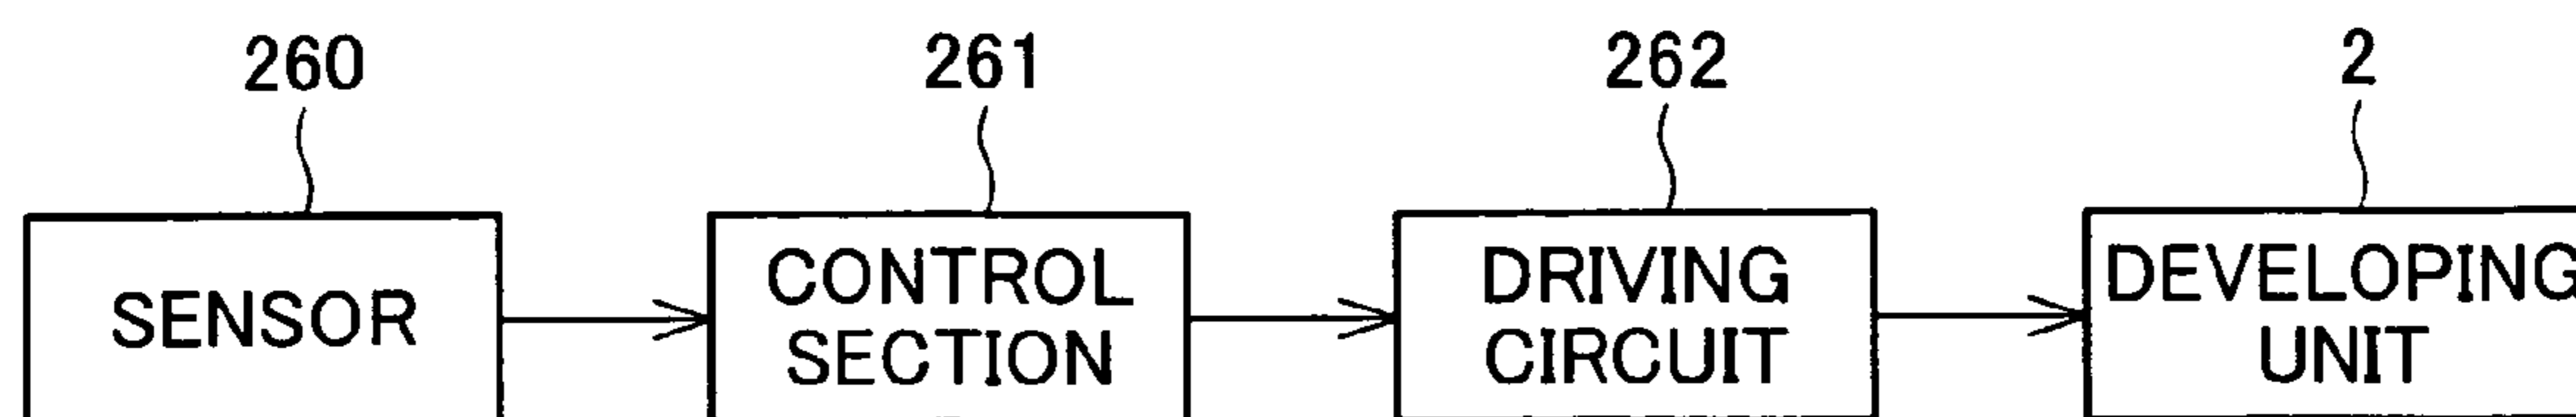 260
261
262
2
SENSOR
CONTROL
SECTION
DRIVING
CIRCUIT
DEVELOPING
UNIT